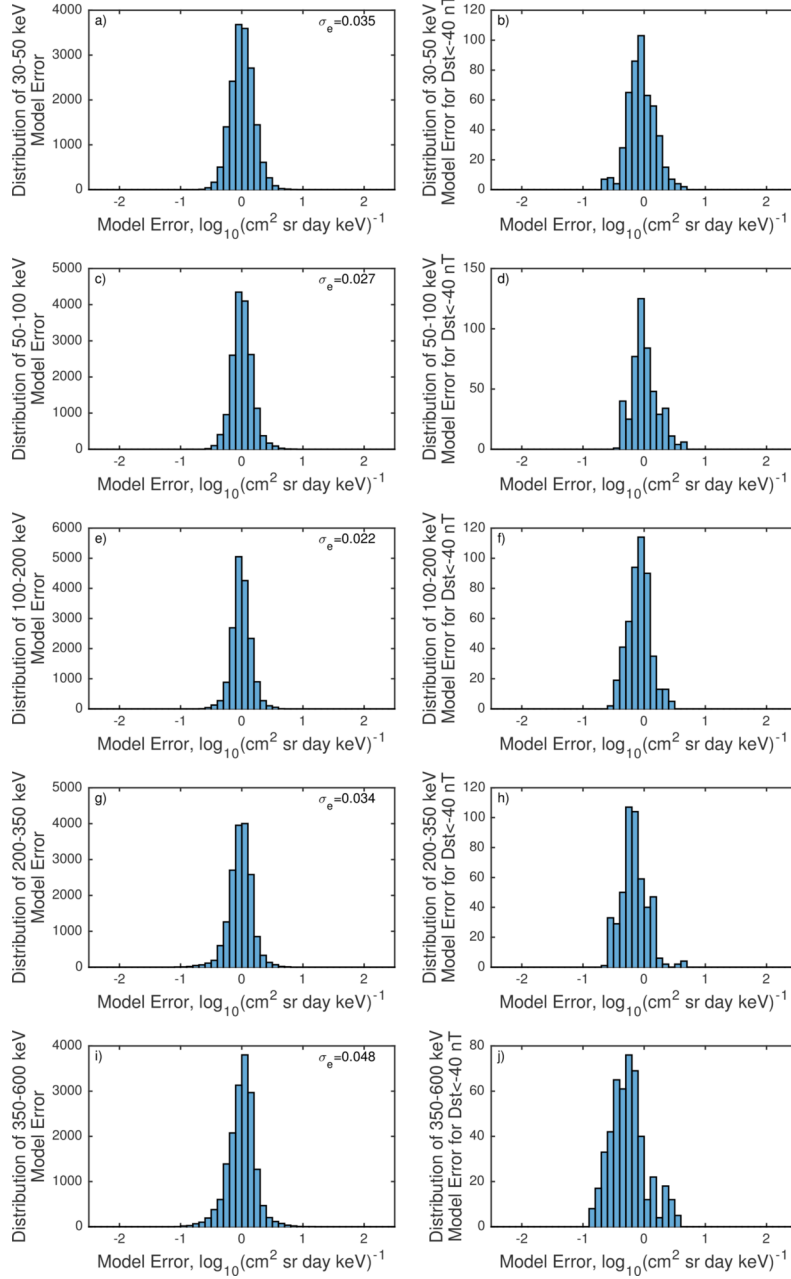 Distribution of 30-50 keV
Model Error
a)
σe=0.035
4000
3000
2000
1000
0
-2 -1 0 1 2
Model Error, log10(cm2 sr day keV)-1
Distribution of 30-50 keV
Model Error for Dst<-40 nT
b)
120
100
80
60
40
20
0
-2 -1 0 1 2
Model Error, log10(cm2 sr day keV)-1
Distribution of 50-100 keV
Model Error
c)
σe=0.027
5000
4000
3000
2000
1000
0
-2 -1 0 1 2
Model Error, log10(cm2 sr day keV)-1
Distribution of 50-100 keV
Model Error for Dst<-40 nT
d)
150
100
50
0
-2 -1 0 1 2
Model Error, log10(cm2 sr day keV)-1
Distribution of 100-200 keV
Model Error
e)
σe=0.022
6000
5000
4000
3000
2000
1000
0
-2 -1 0 1 2
Model Error, log10(cm2 sr day keV)-1
Distribution of 100-200 keV
Model Error for Dst<-40 nT
f)
120
100
80
60
40
20
0
-2 -1 0 1 2
Model Error, log10(cm2 sr day keV)-1
Distribution of 200-350 keV
Model Error
g)
σe=0.034
5000
4000
3000
2000
1000
0
-2 -1 0 1 2
Model Error, log10(cm2 sr day keV)-1
Distribution of 200-350 keV
Model Error for Dst<-40 nT
h)
120
100
80
60
40
20
0
-2 -1 0 1 2
Model Error, log10(cm2 sr day keV)-1
Distribution of 350-600 keV
Model Error
i)
σe=0.048
4000
3000
2000
1000
0
-2 -1 0 1 2
Model Error, log10(cm2 sr day keV)-1
Distribution of 350-600 keV
Model Error for Dst<-40 nT
j)
80
60
40
20
0
-2 -1 0 1 2
Model Error, log10(cm2 sr day keV)-1